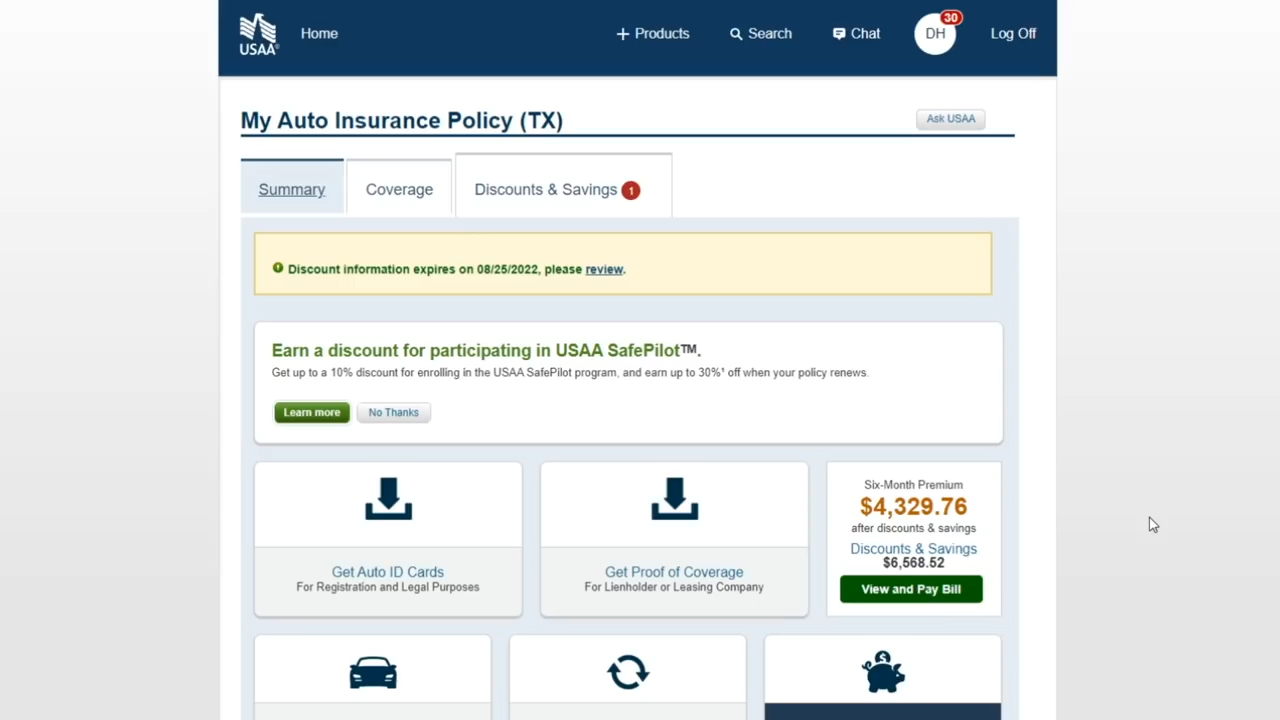 USAA®
Home
+ Products
Search
Chat
DH
30
Log Off
My Auto Insurance Policy (TX)
Ask USAA
Summary
Coverage
Discounts & Savings 1
Discount information expires on 08/25/2022, please review.
Earn a discount for participating in USAA SafePilot™.
Get up to a 10% discount for enrolling in the USAA SafePilot program, and earn up to 30%¹ off when your policy renews.
Learn more
No Thanks
Get Auto ID Cards
For Registration and Legal Purposes
Get Proof of Coverage
For Lienholder or Leasing Company
Six-Month Premium
$4,329.76
after discounts & savings
Discounts & Savings
$6,568.52
View and Pay Bill